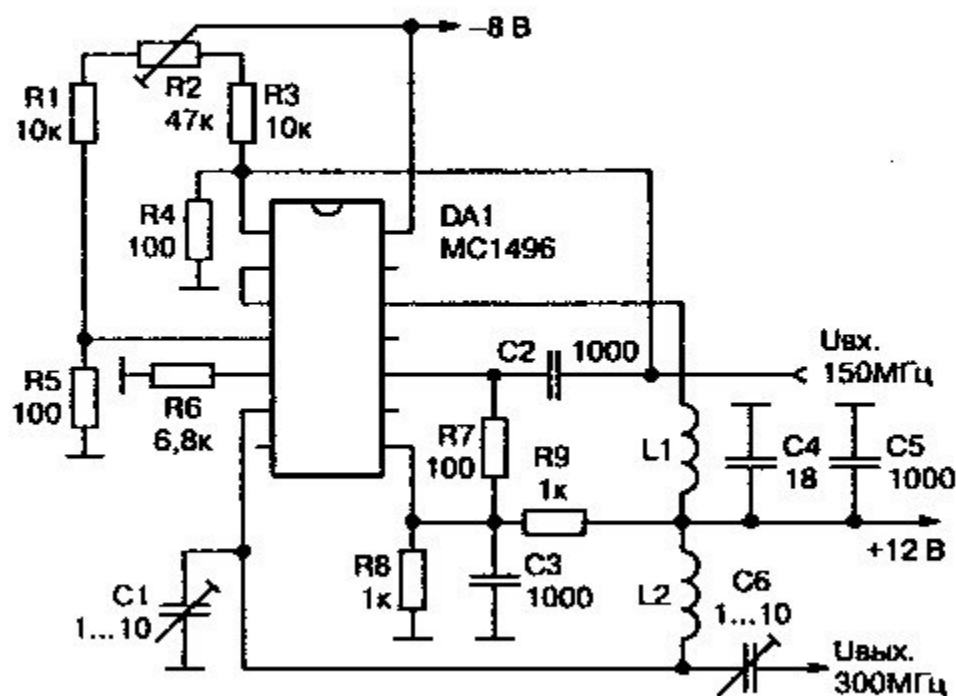 –8 В
R1
10к
R2
47к
R3
10к
R4
100
DA1
MC1496
C2
1000
Uвх.
150МГц
R5
100
R6
6,8к
R7
100
R9
1к
L1
C4
18
C5
1000
+12 В
C1
1...10
R8
1к
C3
1000
L2
C6
1...10
Uвых.
300МГц